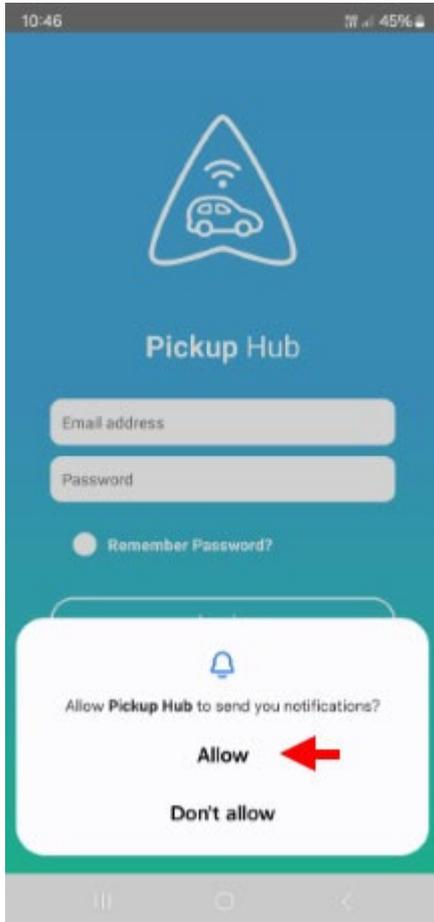 10:46
45%
Pickup Hub
Email address
Password
Remember Password?
Allow Pickup Hub to send you notifications?
Allow
Don't allow